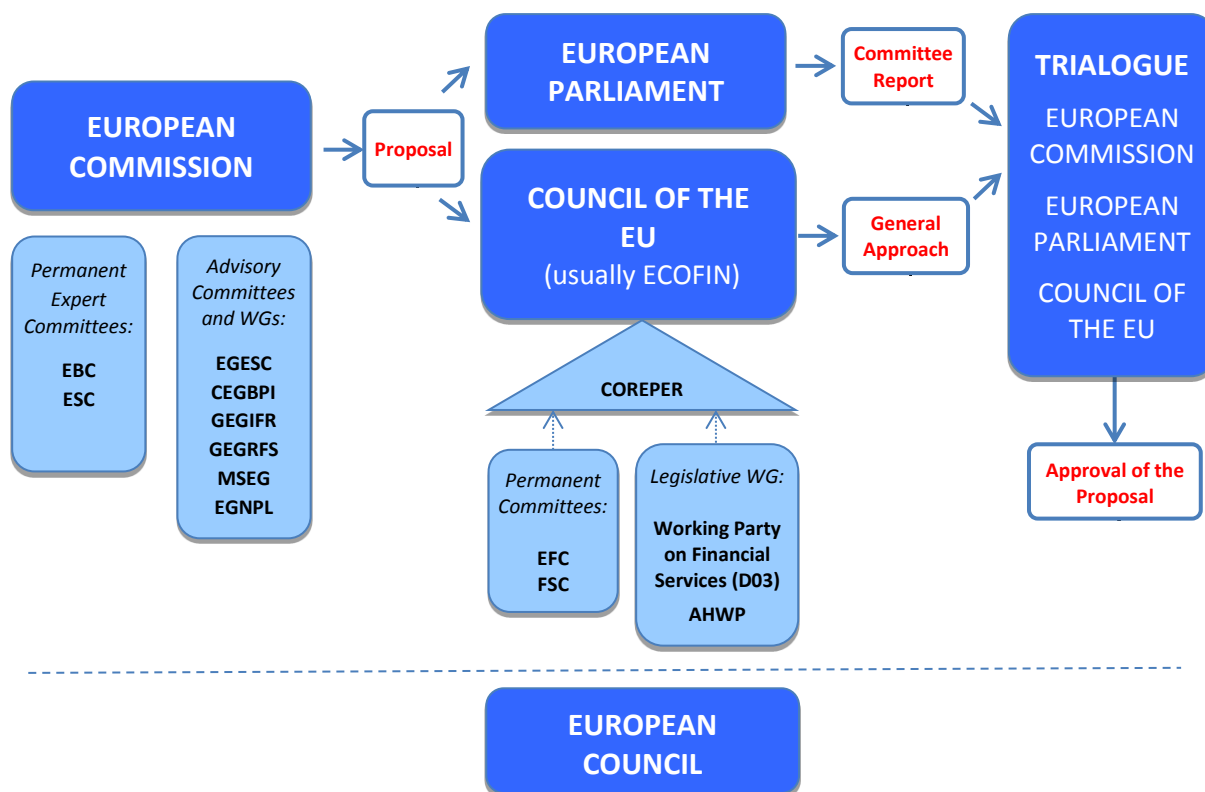 EUROPEAN
COMMISSION
Permanent
Expert
Committees:
EBC
ESC
Advisory
Committees
and WGs:
EGESC
CEGBPI
GEGIFR
GEGRFS
MSEG
EGNPL
Proposal
EUROPEAN
PARLIAMENT
COUNCIL OF THE
EU
(usually ECOFIN)
COREPER
Permanent
Committees:
EFC
FSC
Legislative WG:
Working Party
on Financial
Services (D03)
AHWP
Committee
Report
General
Approach
TRIALOGUE
EUROPEAN
COMMISSION
EUROPEAN
PARLIAMENT
COUNCIL OF
THE EU
Approval of the
Proposal
EUROPEAN
COUNCIL